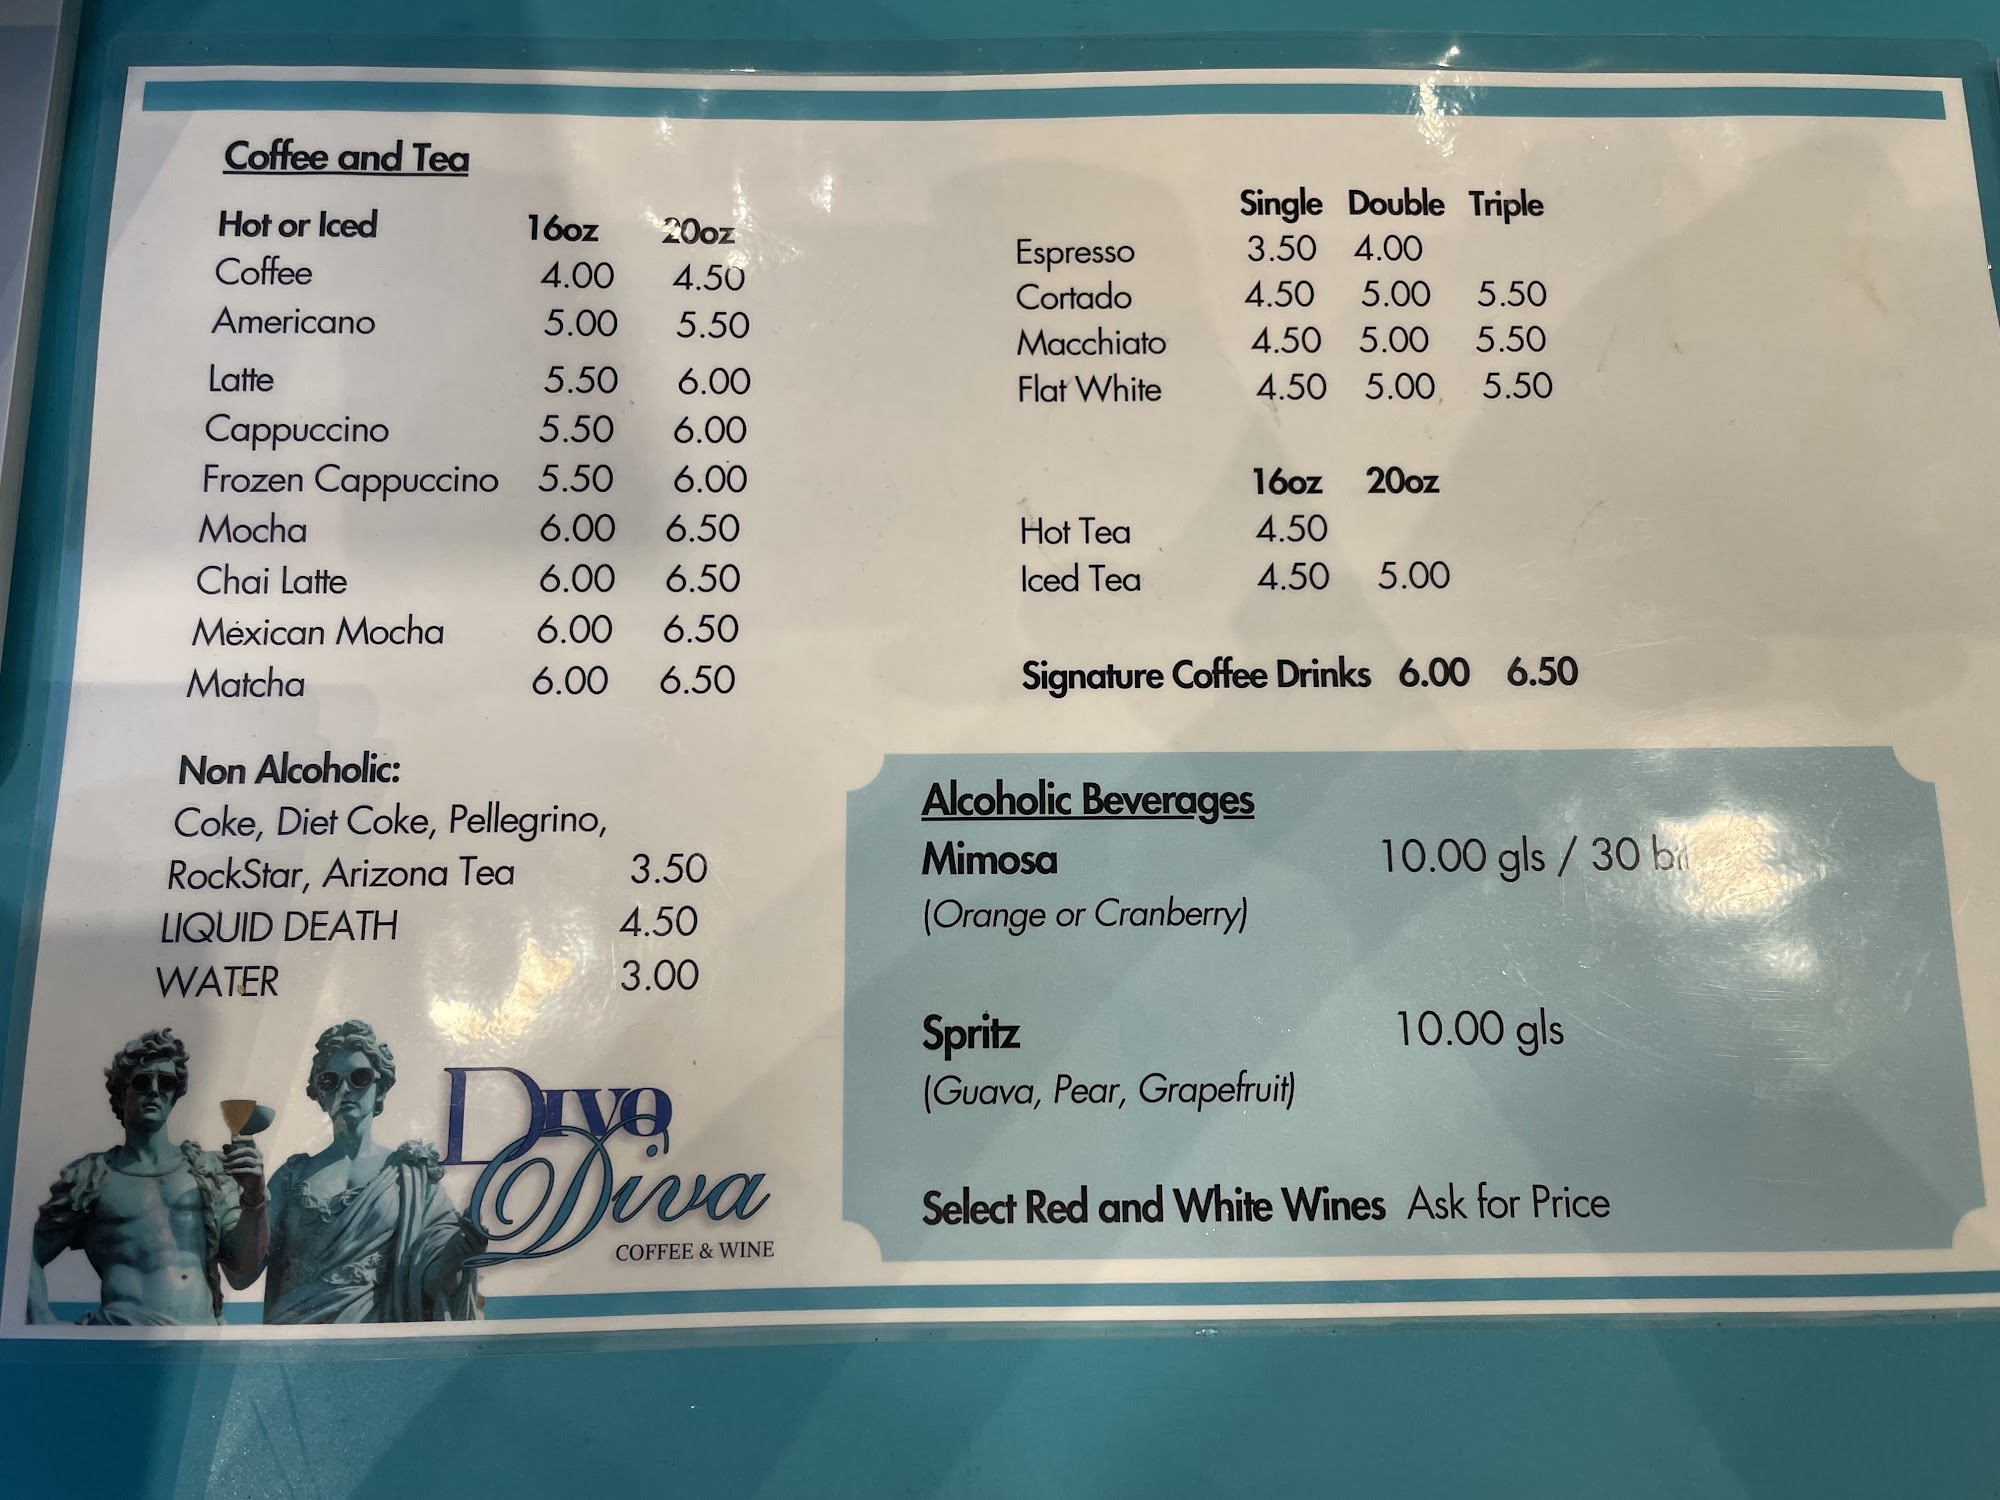 Coffee and Tea
Hot or Iced 16oz 20oz
Coffee 4.00 4.50
Americano 5.00 5.50
Latte 5.50 6.00
Cappuccino 5.50 6.00
Frozen Cappuccino 5.50 6.00
Mocha 6.00 6.50
Chai Latte 6.00 6.50
Mexican Mocha 6.00 6.50
Matcha 6.00 6.50
Non Alcoholic:
Coke, Diet Coke, Pellegrino,
RockStar, Arizona Tea 3.50
LIQUID DEATH 4.50
WATER 3.00
DIVO
Diva
COFFEE & WINE
Single Double Triple
Espresso 3.50 4.00
Cortado 4.50 5.00 5.50
Macchiato 4.50 5.00 5.50
Flat White 4.50 5.00 5.50
16oz 20oz
Hot Tea 4.50
Iced Tea 4.50 5.00
Signature Coffee Drinks 6.00 6.50
Alcoholic Beverages
Mimosa 10.00 gls / 30
(Orange or Cranberry)
Spritz 10.00 gls
(Guava, Pear, Grapefruit)
Select Red and White Wines Ask for Price